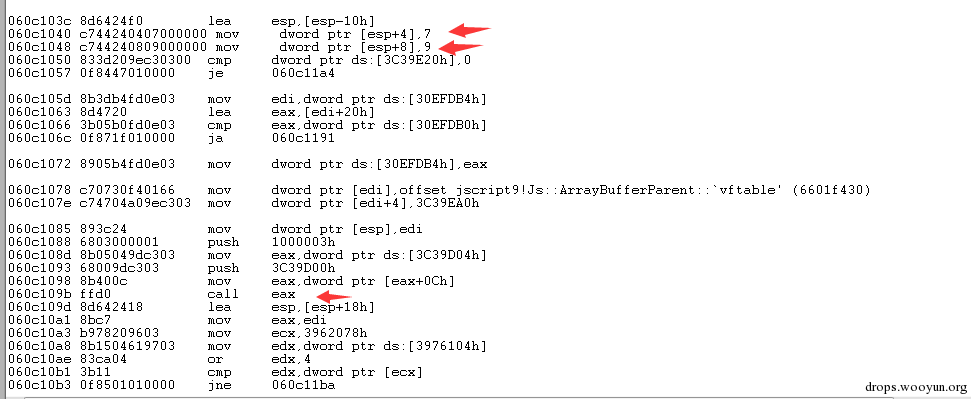 060c103c 8d6424f0 lea esp,[esp-10h]
060c1040 c744240407000000 mov dword ptr [esp+4],7
060c1048 c744240809000000 mov dword ptr [esp+8],9
060c1050 833d209ec30300 cmp dword ptr ds:[3C39E20h],0
060c1057 0f8447010000 je 060c11a4
060c105d 8b3db4fd0e03 mov edi,dword ptr ds:[30EFDB4h]
060c1063 8d4720 lea eax,[edi+20h]
060c1066 3b05b0fd0e03 cmp eax,dword ptr ds:[30EFDB0h]
060c106c 0f871f010000 ja 060c1191
060c1072 8905b4fd0e03 mov dword ptr ds:[30EFDB4h],eax
060c1078 c70730f40166 mov dword ptr [edi],offset jscript9!Js::ArrayBufferParent::`vftable' (6601f430)
060c107e c74704a09ec303 mov dword ptr [edi+4],3C39EA0h
060c1085 893c24 mov dword ptr [esp],edi
060c1088 6803000001 push 1000003h
060c108d 8b05049dc303 mov eax,dword ptr ds:[3C39D04h]
060c1093 68009dc303 push 3C39D00h
060c1098 8b400c mov eax,dword ptr [eax+0Ch]
060c109b ffd0 call eax
060c109d 8d642418 lea esp,[esp+18h]
060c10a1 8bc7 mov eax,edi
060c10a3 b978209603 mov ecx,3962078h
060c10a8 8b1504619703 mov edx,dword ptr ds:[3976104h]
060c10ae 83ca04 or edx,4
060c10b1 3b11 cmp edx,dword ptr [ecx]
060c10b3 0f8501010000 jne 060c11ba
drops.wooyun.org